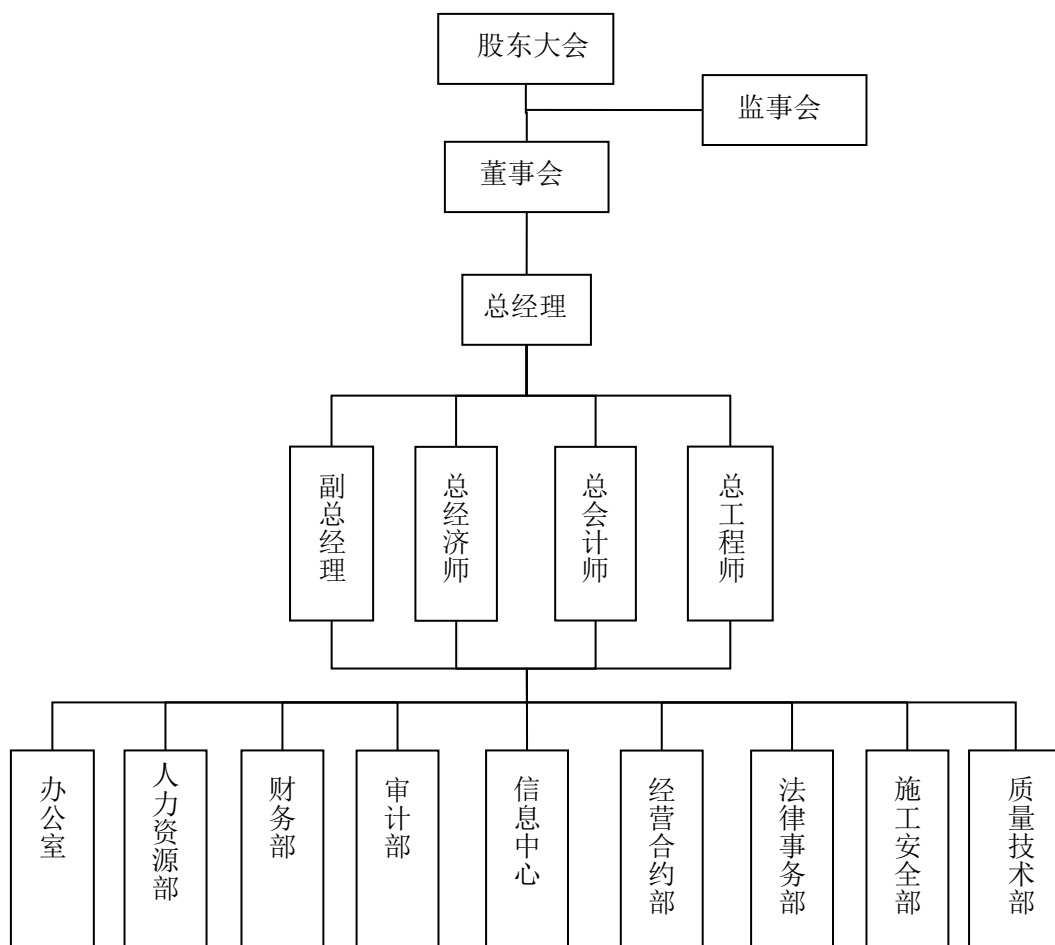 股东大会
监事会
董事会
总经理
副总经理
总经济师
总会计师
总工程师
办公室
人力资源部
财务部
审计部
信息中心
经营合约部
法律事务部
施工安全部
质量技术部